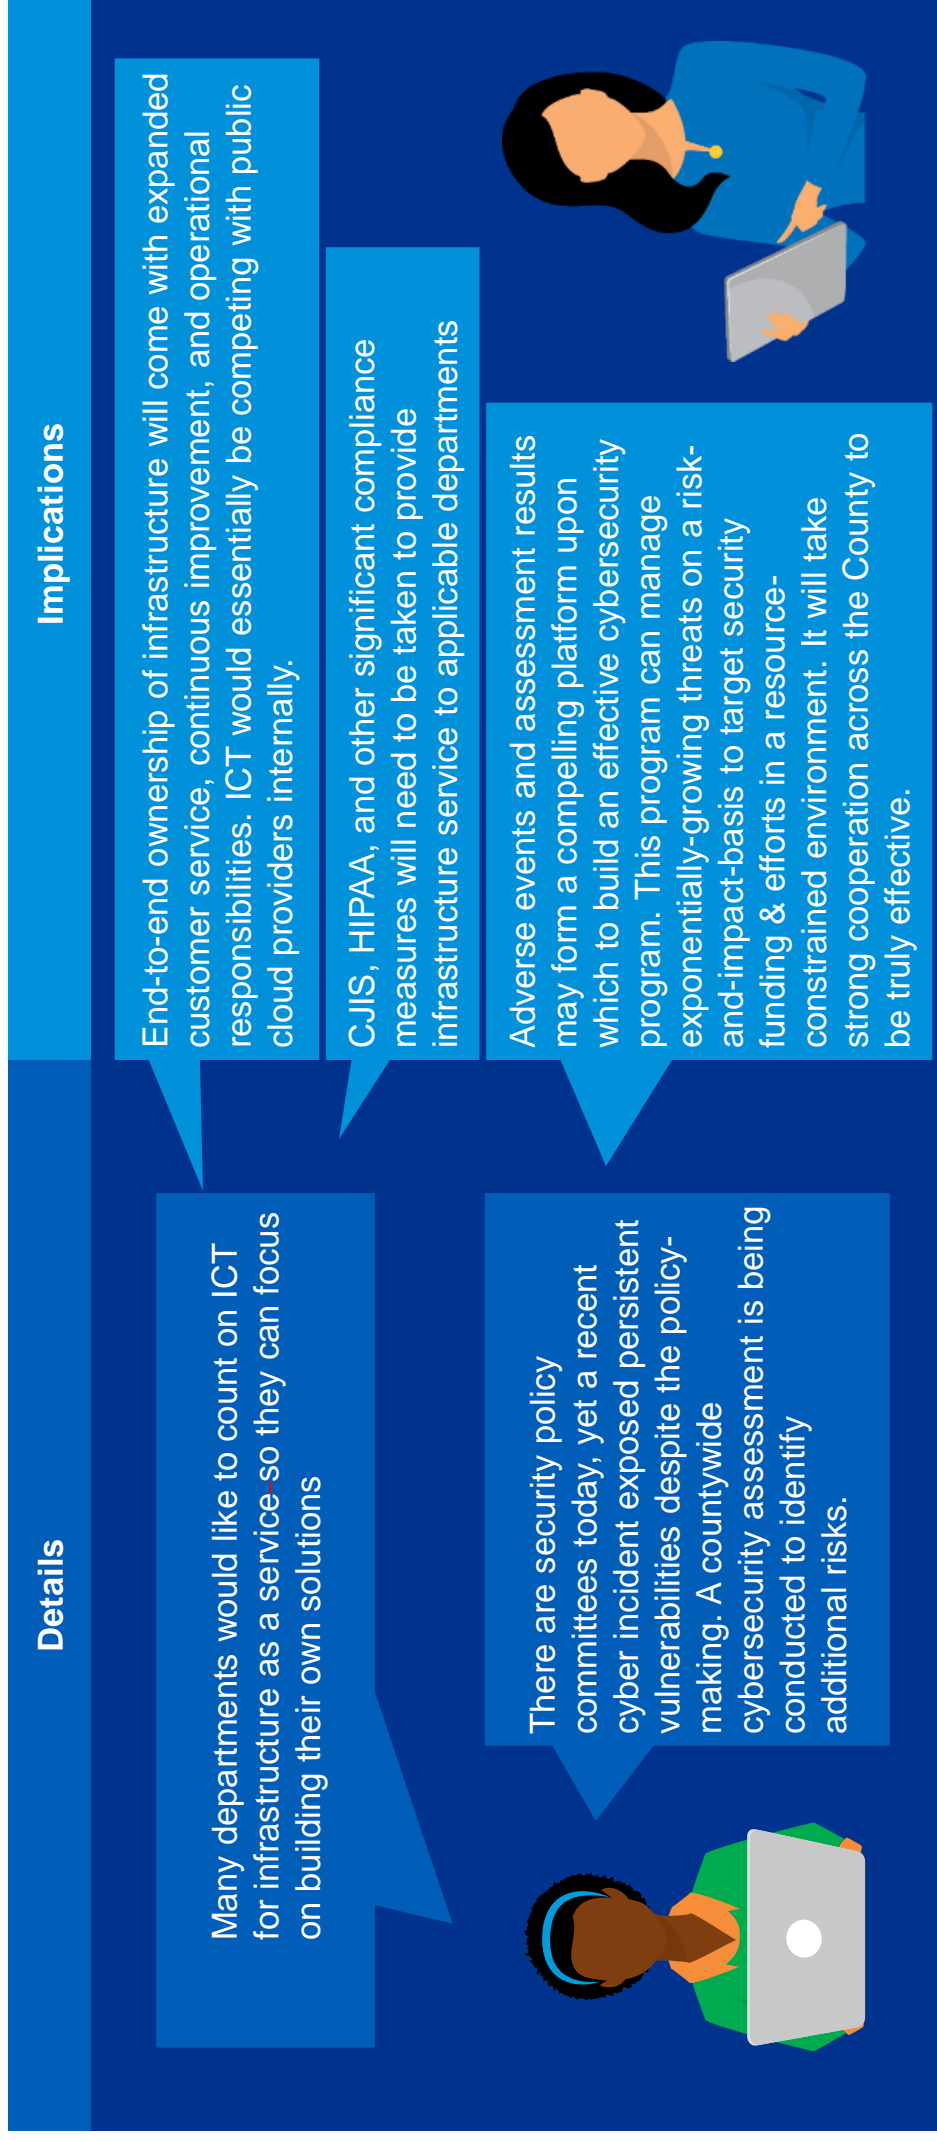 Details
Implications
Many departments would like to count on ICT
for infrastructure as a service–so they can focus
on building their own solutions
End-to-end ownership of infrastructure will come with expanded
customer service, continuous improvement, and operational
responsibilities. ICT would essentially be competing with public
cloud providers internally.
CJIS, HIPAA, and other significant compliance
measures will need to be taken to provide
infrastructure service to applicable departments
There are security policy
committees today, yet a recent
cyber incident exposed persistent
vulnerabilities despite the policy-
making. A countywide
cybersecurity assessment is being
conducted to identify
additional risks.
Adverse events and assessment results
may form a compelling platform upon
which to build an effective cybersecurity
program. This program can manage
exponentially-growing threats on a risk-
and-impact-basis to target security
funding & efforts in a resource-
constrained environment. It will take
strong cooperation across the County to
be truly effective.